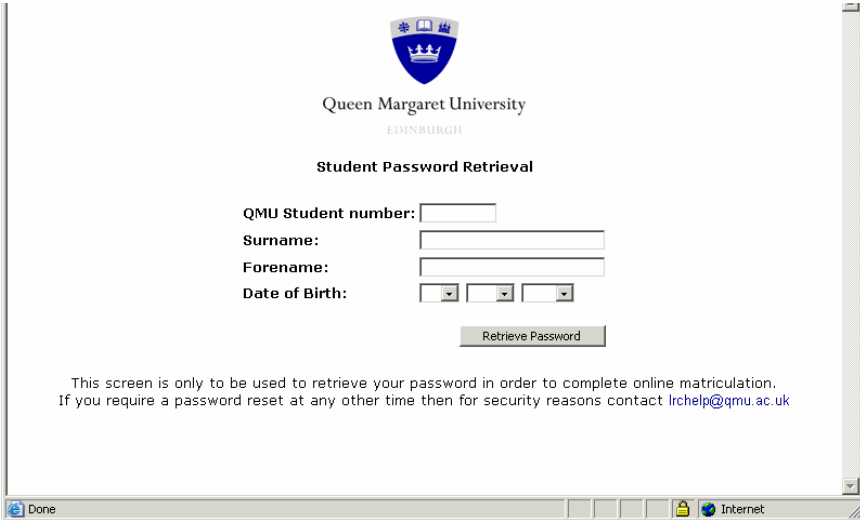 Queen Margaret University
EDINBURGH
Student Password Retrieval
QMU Student number:
Surname:
Forename:
Date of Birth:
Retrieve Password
This screen is only to be used to retrieve your password in order to complete online matriculation.
If you require a password reset at any other time then for security reasons contact lrchelp@qmu.ac.uk
Done Internet